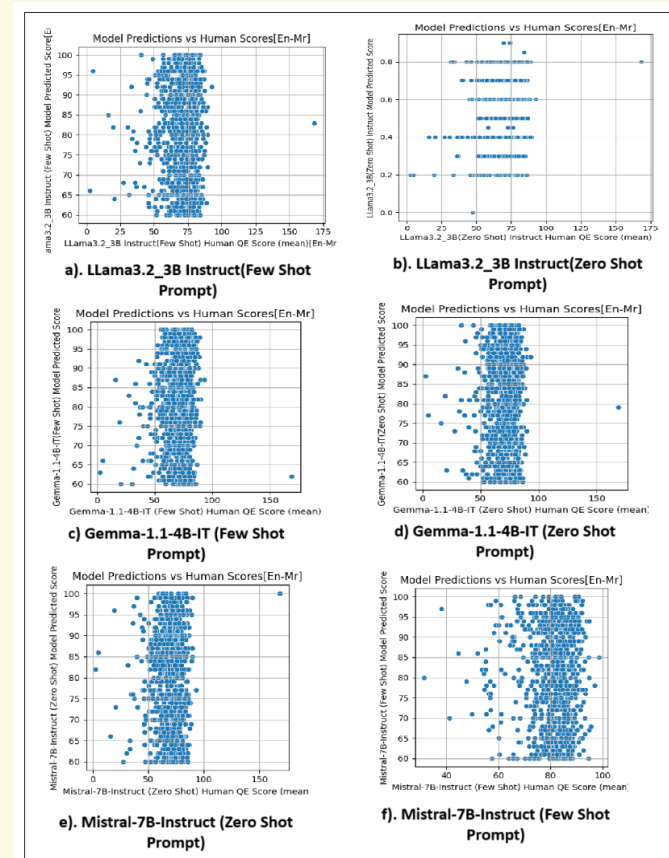 Model Predictions vs Human Scores[En
ama3.2_3B Instruct (Few Shot) Model Predicted Score[E
100
95
90
85
80
75
70
65
60
0 25 50 75 100 125 150 175
LLama3.2_3B Instruct(Few Shot) Human QE Score (mean)[En-Mr
a). LLama3.2_3B Instruct(Few Shot
Prompt)
Model Predictions vs Human Scores[En-Mr]
LLama3.2_3B(Zero Shot) Instruct Model Predicted Score
0.8
0.6
0.4
0.2
0.0
0 25 50 75 100 125 150 175
LLama3.2_3B(Zero Shot) Instruct Human QE Score (mean)
b). LLama3.2_3B Instruct(Zero Shot
Prompt)
Model Predictions vs Human Scores[En-Mr]
Gemma-1.1-4B-IT(Few Shot) Model Predicted Score
100
95
90
85
80
75
70
65
60
0 50 100 150
Gemma-1.1-4B-IT (Few Shot) Human QE Score (mean)
c) Gemma-1.1-4B-IT (Few Shot
Prompt)
Model Predictions vs Human Scores[En-Mr]
Gemma-1.1-4B-IT(Zero Shot) Model Predicted Score
100
95
90
85
80
75
70
65
60
0 50 100 150
Gemma-1.1-4B-IT (Zero Shot) Human QE Score (mean)
d) Gemma-1.1-4B-IT (Zero Shot
Prompt)
Model Predictions vs Human Scores[En-Mr]
Mistral-7B-Instruct (Zero Shot) Model Predicted Score
100
95
90
85
80
75
70
65
60
0 50 100 150
Mistral-7B-Instruct (Zero Shot) Human QE Score (mean
e). Mistral-7B-Instruct (Zero Shot
Prompt)
Model Predictions vs Human Scores[En-Mr]
Mistral-7B-Instruct (Few Shot) Model Predicted Score
100
95
90
85
80
75
70
65
60
40 60 80 100
Mistral-7B-Instruct (Few Shot) Human QE Score (mean)
f). Mistral-7B-Instruct (Few Shot
Prompt)